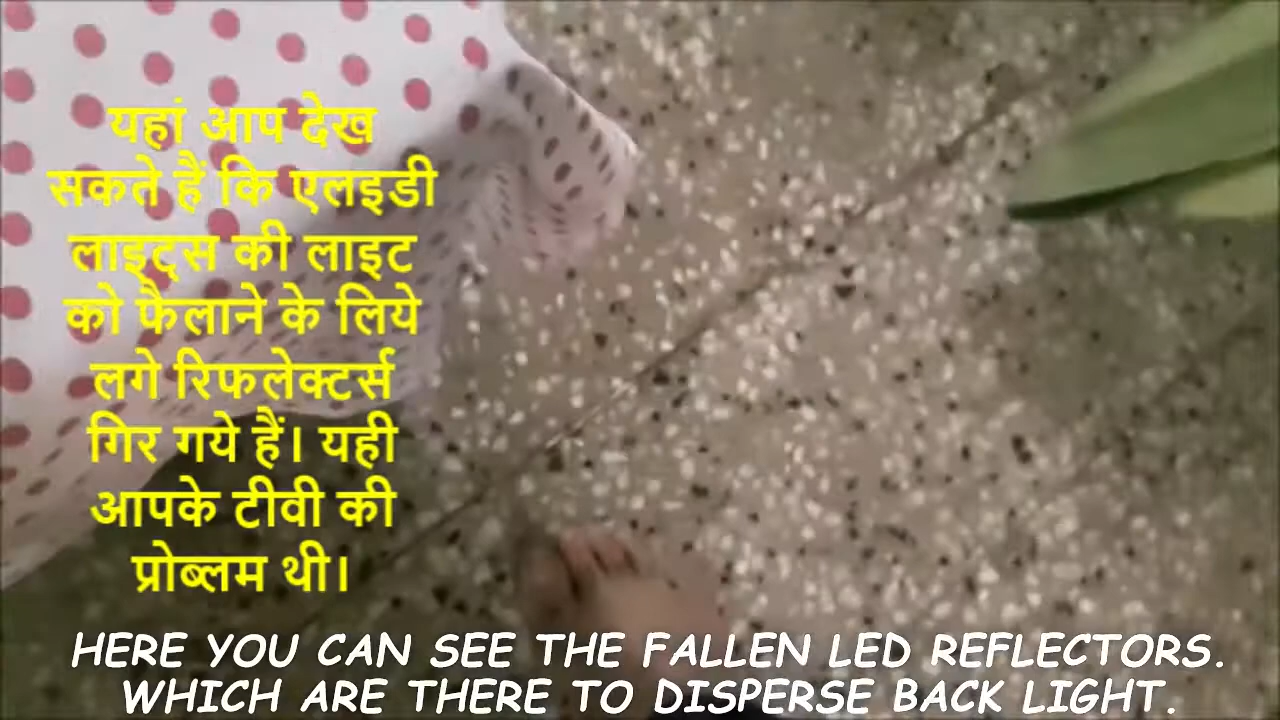 यहां आप देख
सकते हैं कि एलइडी
लाइट्स की लाइट
को फैलाने के लिये
लगे रिफलेक्टर्स
गिर गये हैं। यही
आपके टीवी की
प्रोब्लम थी।
HERE YOU CAN SEE THE FALLEN LED REFLECTORS.
WHICH ARE THERE TO DISPERSE BACK LIGHT.